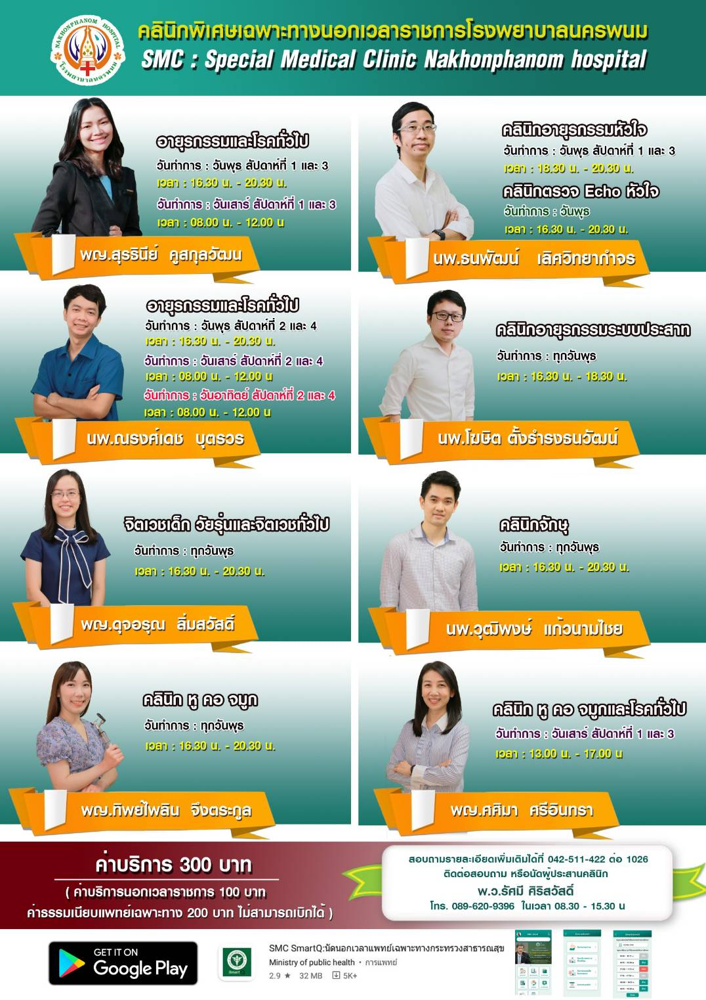 คลินิกพิเศษเฉพาะทางนอกเวลาราชการโรงพยาบาลนครพนม
SMC : Special Medical Clinic Nakhonphanom hospital
NAKHONPHANOM HOSPITAL
โรงพยาบาลนครพนม
อายุรกรรมและโรคทั่วไป
วันทำการ : วันพุธ สัปดาห์ที่ 1 และ 3
เวลา : 16.30 น. - 20.30 น.
วันทำการ : วันเสาร์ สัปดาห์ที่ 1 และ 3
เวลา : 08.00 น. - 12.00 น
พญ.สุรธินีย์ คูสกุลวัฒน
คลินิกอายุรกรรมหัวใจ
วันทำการ : วันพุธ สัปดาห์ที่ 1 และ 3
เวลา : 18.30 น. - 20.30 น.
คลินิกตรวจ Echo หัวใจ
วันทำการ : วันพุธ
เวลา : 16.30 น. - 20.30 น.
นพ.ธนพัฒน์ เลิศวิทยากำจร
อายุรกรรมและโรคทั่วไป
วันทำการ : วันพุธ สัปดาห์ที่ 2 และ 4
เวลา : 16.30 น. - 20.30 น.
วันทำการ : วันเสาร์ สัปดาห์ที่ 2 และ 4
เวลา : 08.00 น. - 12.00 น
วันทำการ : วันอาทิตย์ สัปดาห์ที่ 2 และ 4
เวลา : 08.00 น. - 12.00 น
นพ.ณรงค์เดช บุตรวร
คลินิกอายุรกรรมระบบประสาท
วันทำการ : ทุกวันพุธ
เวลา : 16.30 น. - 18.30 น.
นพ.โฆษิต ตั้งธำรงธนวัฒน์
จิตเวชเด็ก วัยรุ่นและจิตเวชทั่วไป
วันทำการ : ทุกวันพุธ
เวลา : 16.30 น. - 20.30 น.
พญ.ดุจอรุณ ลิ่มสวัสดิ์
คลินิกจักษุ
วันทำการ : ทุกวันพุธ
เวลา : 16.30 น. - 20.30 น.
นพ.วุฒิพงษ์ แก้วนามไชย
คลินิก หู คอ จมูก
วันทำการ : ทุกวันพุธ
เวลา : 16.30 น. - 20.30 น.
พญ.ทิพย์ไพลิน จึงตระกูล
คลินิก หู คอ จมูกและโรคทั่วไป
วันทำการ : วันเสาร์ สัปดาห์ที่ 1 และ 3
เวลา : 13.00 น. - 17.00 น
พญ.ศศิมา ศรีอินทรา
ค่าบริการ 300 บาท
( ค่าบริการนอกเวลาราชการ 100 บาท
ค่าธรรมเนียบแพทย์เฉพาะทาง 200 บาท ไม่สามารถเบิกได้ )
สอบถามรายละเอียดเพิ่มเติมได้ที่ 042-511-422 ต่อ 1026
ติดต่อสอบถาม หรือนัดผู้ประสานคลินิก
พ.ว.รัศมี ศิริสวัสดิ์
โทร. 089-620-9396 ในเวลา 08.30 - 15.30 น
GET IT ON
Google Play
SMC SmartQ:นัดนอกเวลาแพทย์เฉพาะทางกระทรวงสาธารณสุข
Ministry of public health • การแพทย์
2.9 ★ 32 MB 5K+